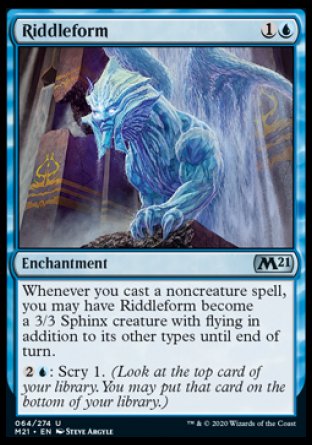 Riddleform 1
Enchantment M21
Whenever you cast a noncreature spell,
you may have Riddleform become
a 3/3 Sphinx creature with flying in
addition to its other types until end of
turn.
2 : Scry 1. (Look at the top card of
your library. You may put that card on
the bottom of your library.)
064/274 U ™ & © 2020 Wizards of the Coast
M21 • EN Steve Argyle